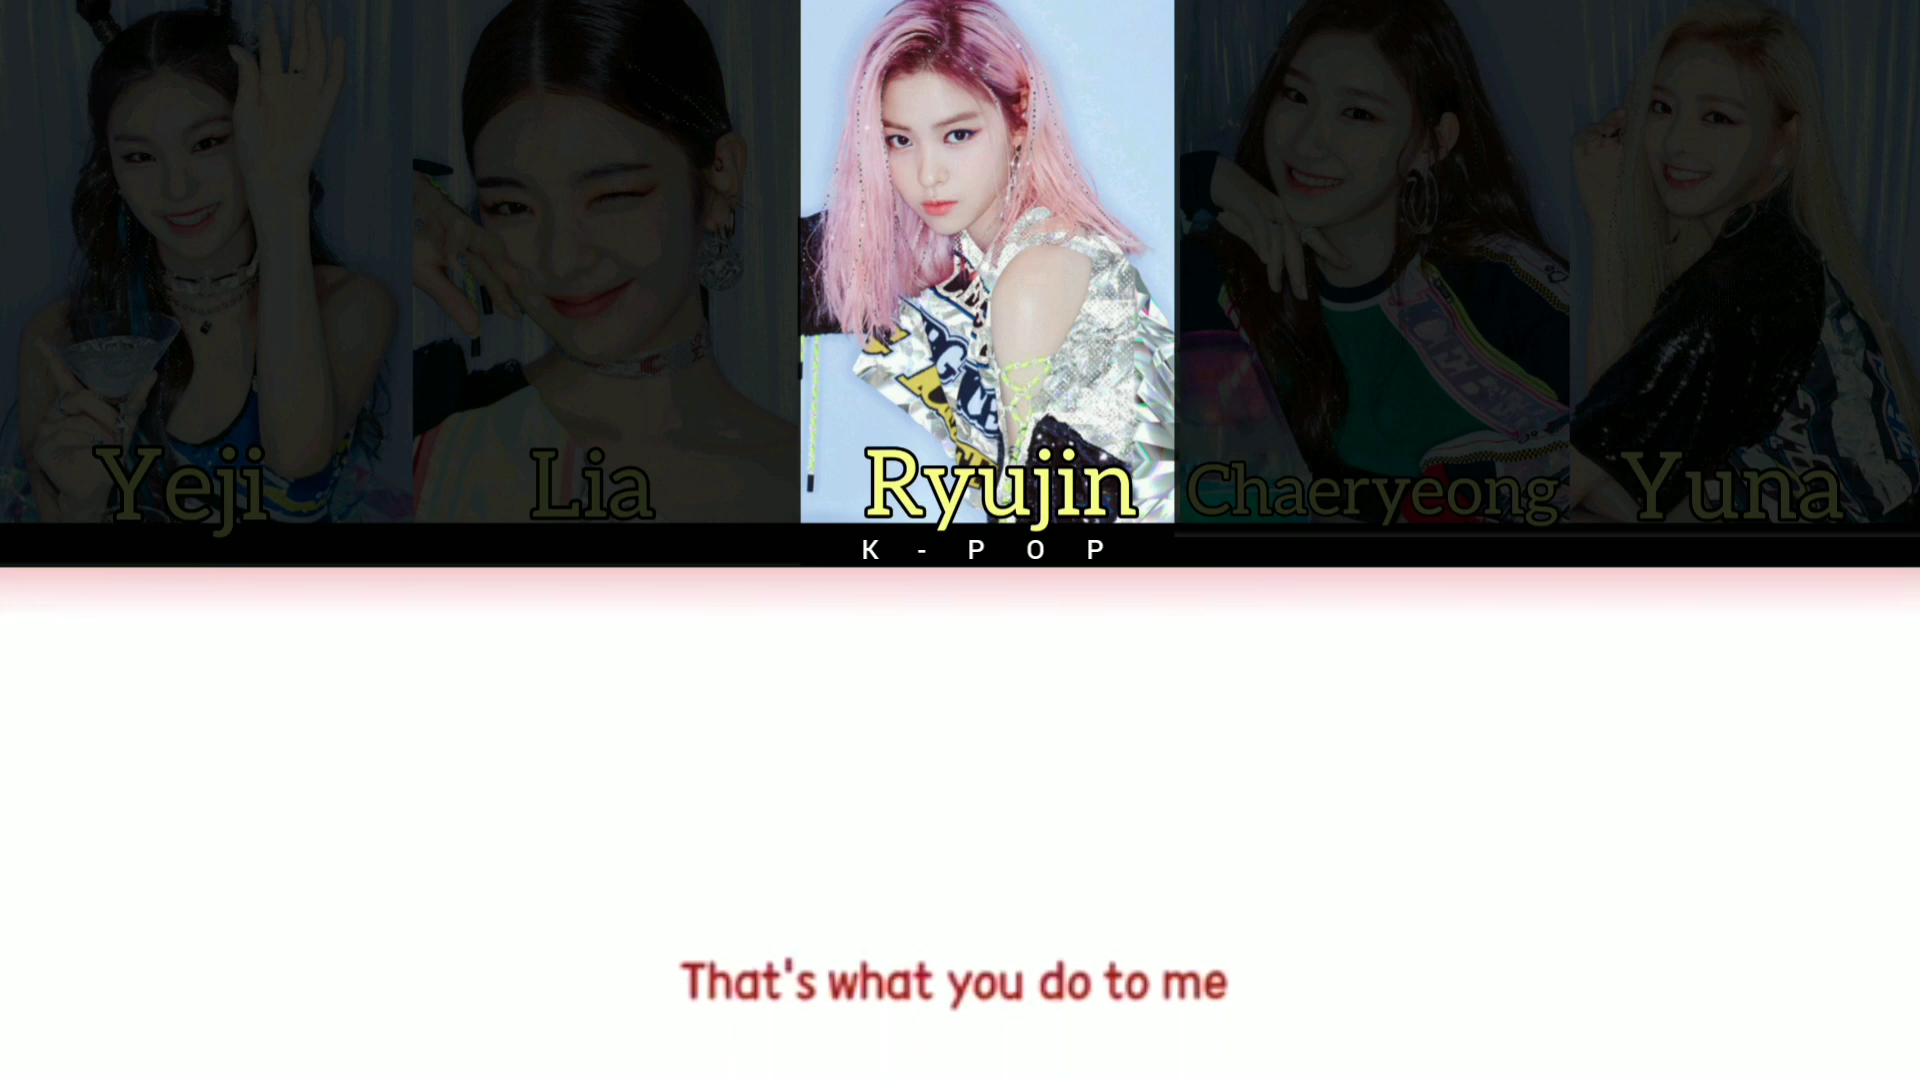 Yeji Lia Ryujin Chaeryeong Yuna
K - P O P
That's what you do to me